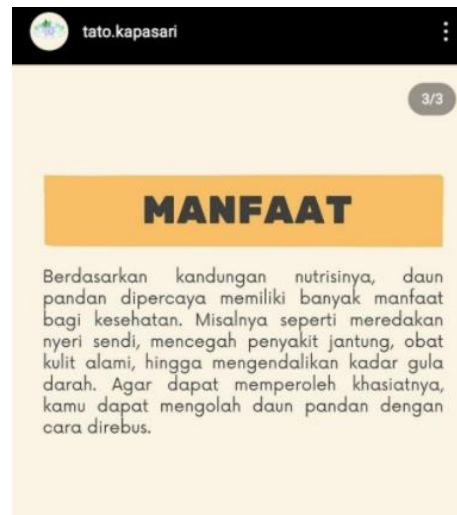 tato.kapasari
3/3
MANFAAT
Berdasarkan kandungan nutrisinya, daun
pandan dipercaya memiliki banyak manfaat
bagi kesehatan. Misalnya seperti meredakan
nyeri sendi, mencegah penyakit jantung, obat
kulit alami, hingga mengendalikan kadar gula
darah. Agar dapat memperoleh khasiatnya,
kamu dapat mengolah daun pandan dengan
cara direbus.